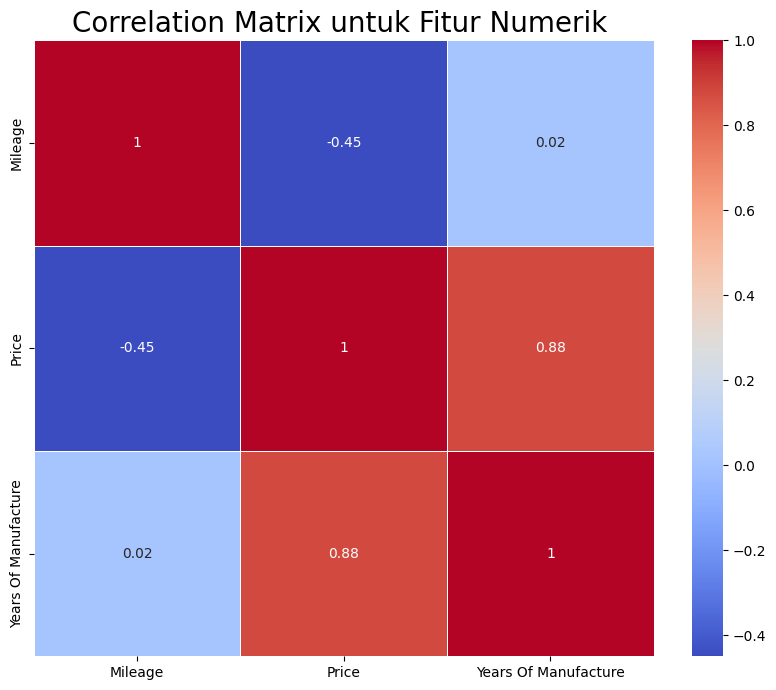 Correlation Matrix untuk Fitur Numerik
Mileage
1
-0.45
0.02
Price
-0.45
1
0.88
Years Of Manufacture
0.02
0.88
1
Mileage
Price
Years Of Manufacture
1.0
0.8
0.6
0.4
0.2
0.0
−0.2
−0.4